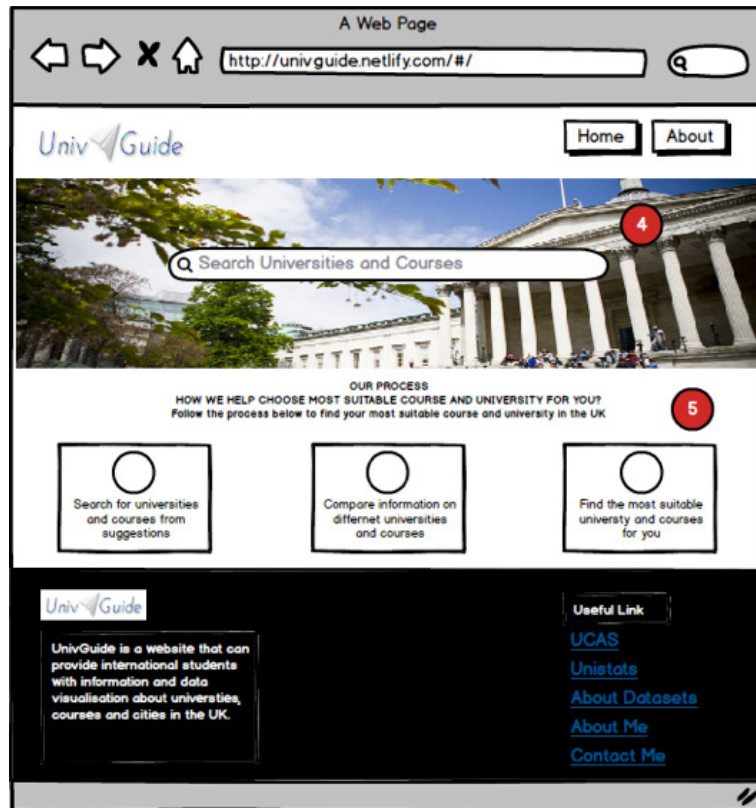 A Web Page
http://univguide.netlify.com/#/
Univ Guide
Home
About
4
Search Universities and Courses
OUR PROCESS
HOW WE HELP CHOOSE MOST SUITABLE COURSE AND UNIVERSITY FOR YOU?
Follow the process below to find your most suitable course and university in the UK
5
Search for universities
and courses from
suggestions
Compare information on
differnet universities
and courses
Find the most suitable
universty and courses
for you
Univ Guide
UnivGuide is a website that can
provide international students
with information and data
visualisation about universties,
courses and cities in the UK.
Useful Link
UCAS
Unistats
About Datasets
About Me
Contact Me